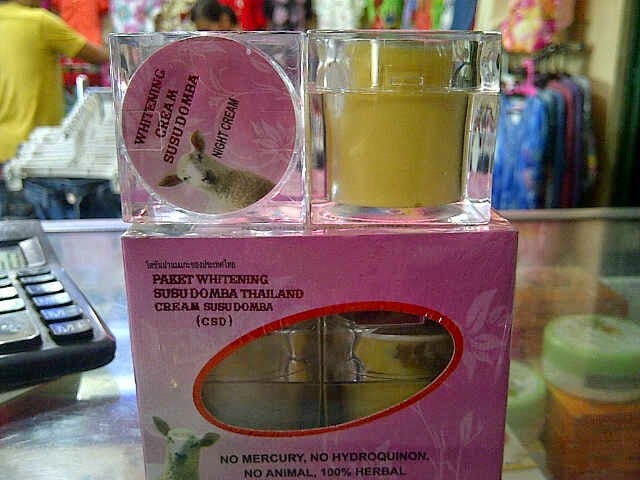 WHITENING
CREAM
SUSU DOMBA
NIGHT CREAM
PAKET WHITENING
SUSU DOMBA THAILAND
CREAM SUSU DOMBA
(CSD)
NO MERCURY, NO HYDROQUINON,
NO ANIMAL, 100% HERBAL